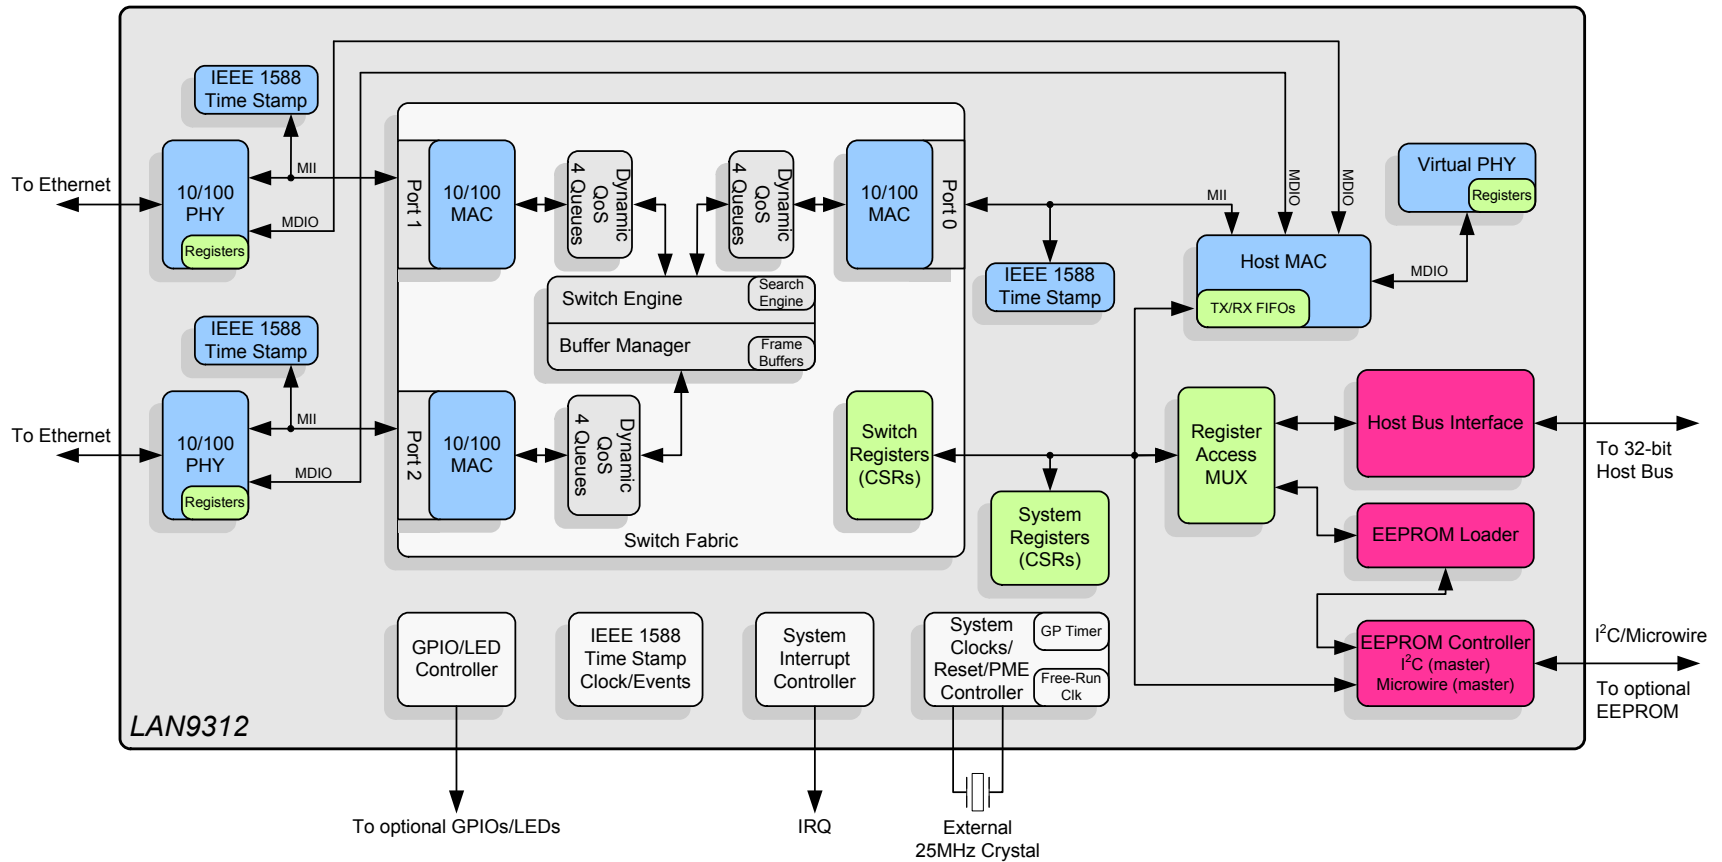 IEEE 1588
Time Stamp
To Ethernet
10/100
PHY
Registers
MII
MDIO
Port 1
10/100
MAC
Dynamic
QoS
4 Queues
Dynamic
QoS
4 Queues
10/100
MAC
Port 0
MII
MDIO
MDIO
Virtual PHY
Registers
MDIO
Host MAC
TX/RX FIFOs
IEEE 1588
Time Stamp
Switch Engine
Search
Engine
Buffer Manager
Frame
Buffers
IEEE 1588
Time Stamp
To Ethernet
10/100
PHY
Registers
MII
MDIO
Port 2
10/100
MAC
Dynamic
QoS
4 Queues
Switch
Registers
(CSRs)
Switch Fabric
System
Registers
(CSRs)
Register
Access
MUX
Host Bus Interface
To 32-bit
Host Bus
EEPROM Loader
EEPROM Controller
I²C (master)
Microwire (master)
I²C/Microwire
To optional
EEPROM
GPIO/LED
Controller
IEEE 1588
Time Stamp
Clock/Events
System
Interrupt
Controller
System
Clocks/
Reset/PME
Controller
GP Timer
Free-Run
Clk
LAN9312
To optional GPIOs/LEDs
IRQ
External
25MHz Crystal